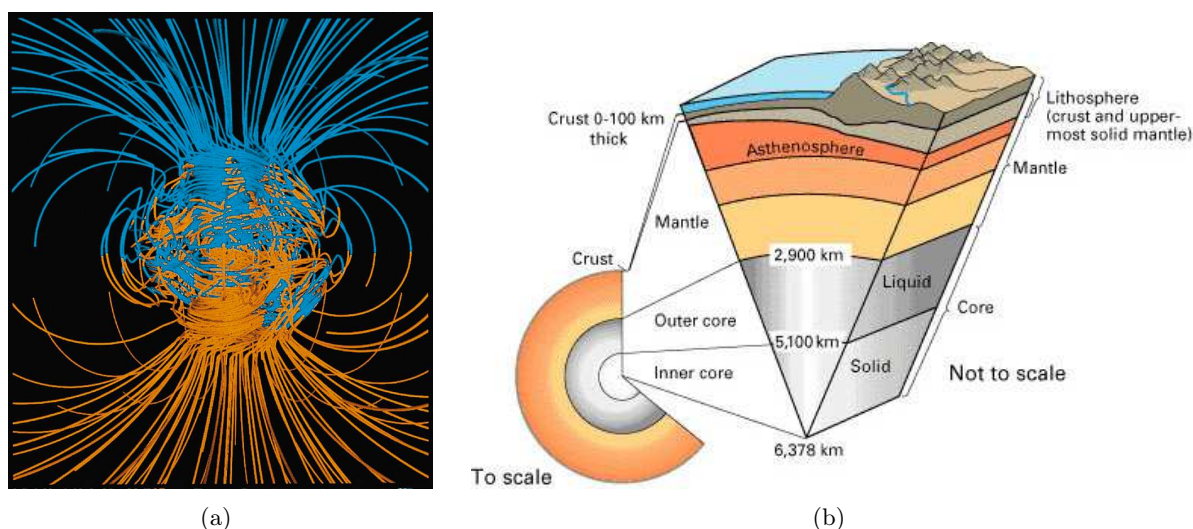 Crust 0-100 km
thick
Asthenosphere
Lithosphere
(crust and upper-
most solid mantle)
Mantle
Mantle
Crust
2,900 km
Liquid
Outer core
Core
5,100 km
Inner core
Solid
Not to scale
6,378 km
To scale
(a)
(b)